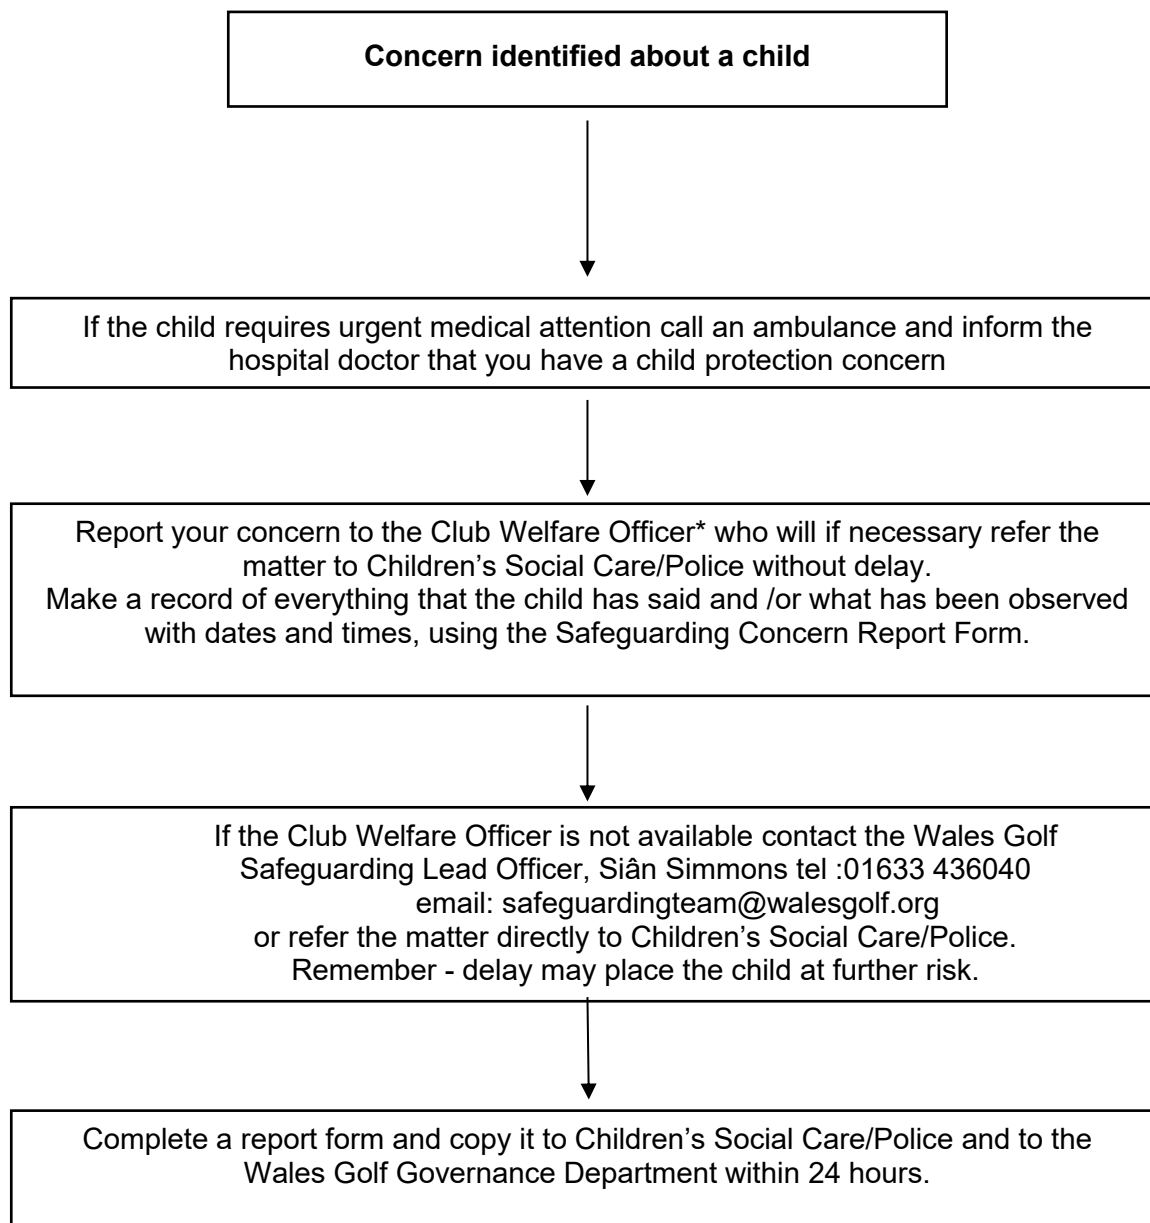 Concern identified about a child
If the child requires urgent medical attention call an ambulance and inform the
hospital doctor that you have a child protection concern
Report your concern to the Club Welfare Officer* who will if necessary refer the
matter to Children’s Social Care/Police without delay.
Make a record of everything that the child has said and /or what has been observed
with dates and times, using the Safeguarding Concern Report Form.
If the Club Welfare Officer is not available contact the Wales Golf
Safeguarding Lead Officer, Siân Simmons tel :01633 436040
email: safeguardingteam@walesgolf.org
or refer the matter directly to Children’s Social Care/Police.
Remember - delay may place the child at further risk.
Complete a report form and copy it to Children’s Social Care/Police and to the
Wales Golf Governance Department within 24 hours.